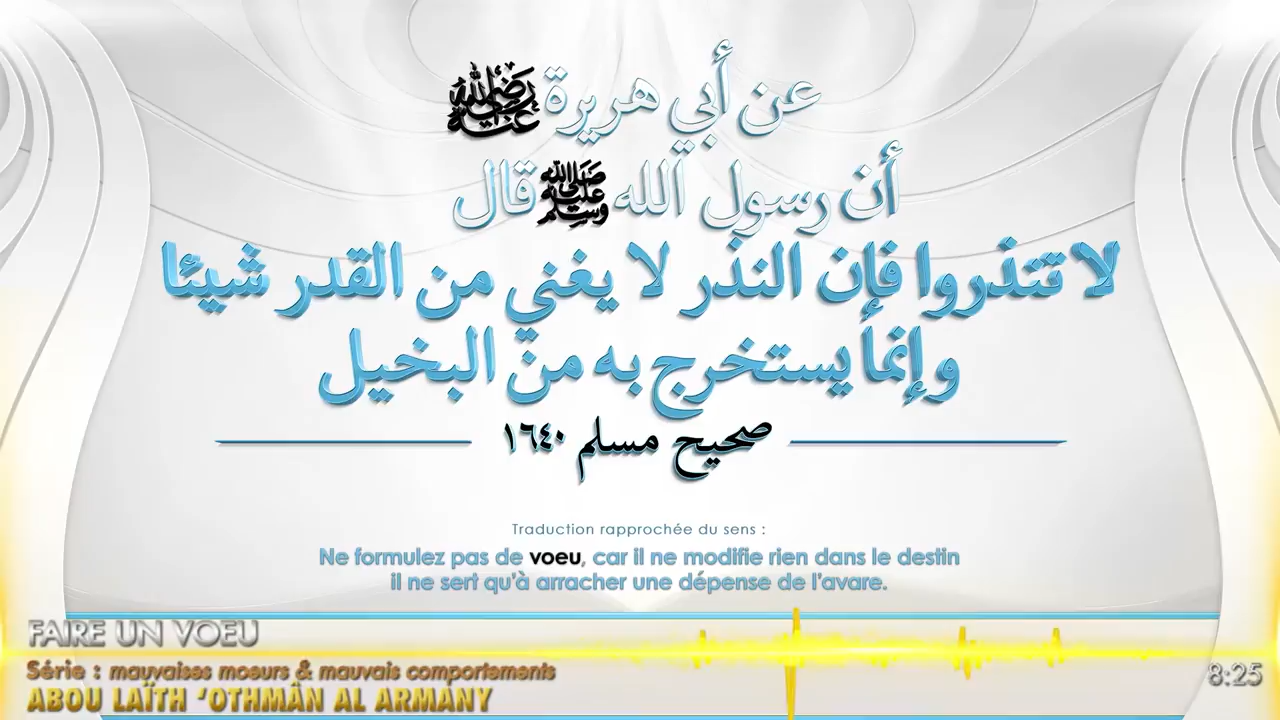 عن أبي هريرة رضي الله عنه
أن رسول الله صلى الله عليه وسلم قال
لا تنذروا فإن النذر لا يغني من القدر شيئا
وإنما يستخرج به من البخيل
صحيح مسلم ١٦٤٠
Traduction rapprochée du sens :
Ne formulez pas de voeu, car il ne modifie rien dans le destin
il ne sert qu'à arracher une dépense de l'avare.
FAIRE UN VOEU
Série : mauvaises moeurs & mauvais comportements
ABOU LAÏTH ‘OTHMÂN AL ARMÂNY
8:25